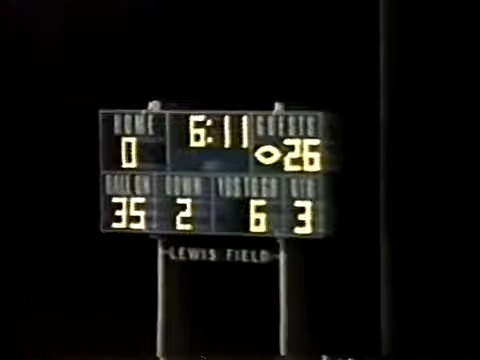 HOME 6:11 GUESTS
0 26
BALL ON DOWN YDS TO GO QTR
35 2 6 3
LEWIS FIELD